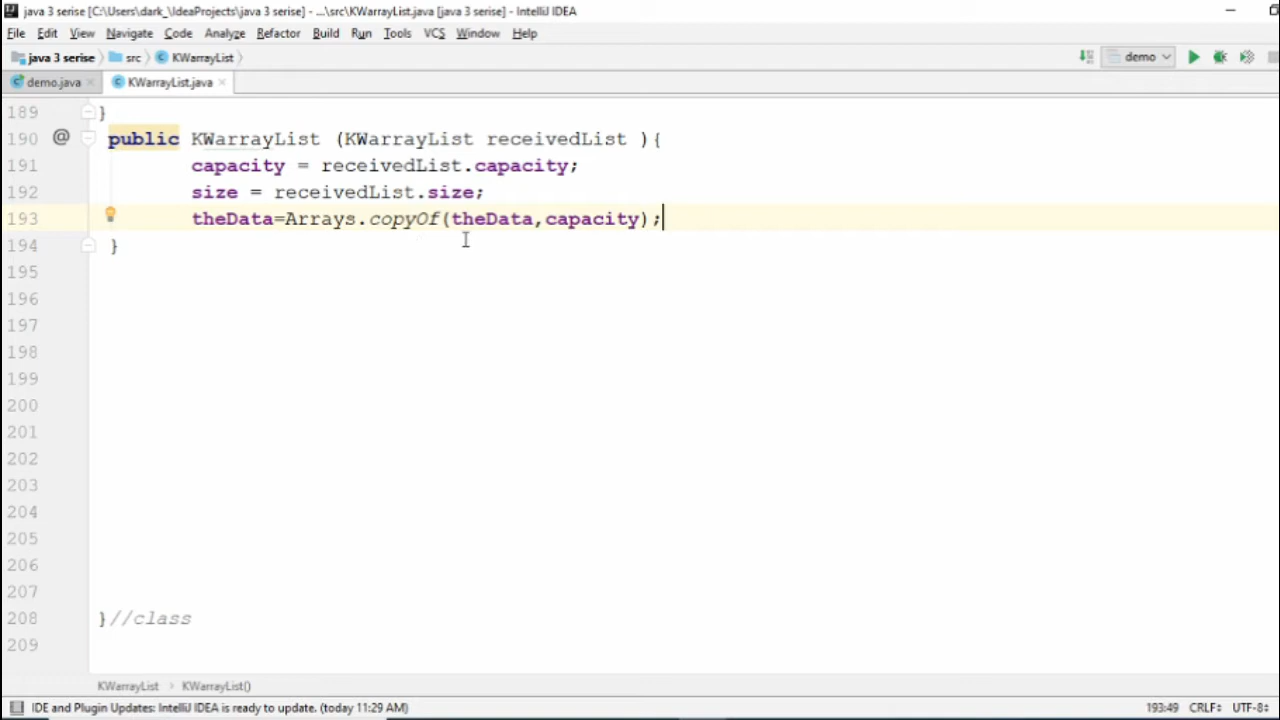 java 3 serise [C:\Users\dark_\IdeaProjects\java 3 serise] - ...\src\KWarrayList.java [java 3 serise] - IntelliJ IDEA
File Edit View Navigate Code Analyze Refactor Build Run Tools VCS Window Help
java 3 serise src KWarrayList demo
demo.java KWarrayList.java
189 }
190 @ public KWarrayList (KWarrayList receivedList ){
191 capacity = receivedList.capacity;
192 size = receivedList.size;
193 theData=Arrays.copyOf(theData,capacity);
194 }
195
196
197
198
199
200
201
202
203
204
205
206
207
208 }//class
209
KWarrayList KWarrayList()
IDE and Plugin Updates: IntelliJ IDEA is ready to update. (today 11:29 AM) 193:49 CRLF UTF-8